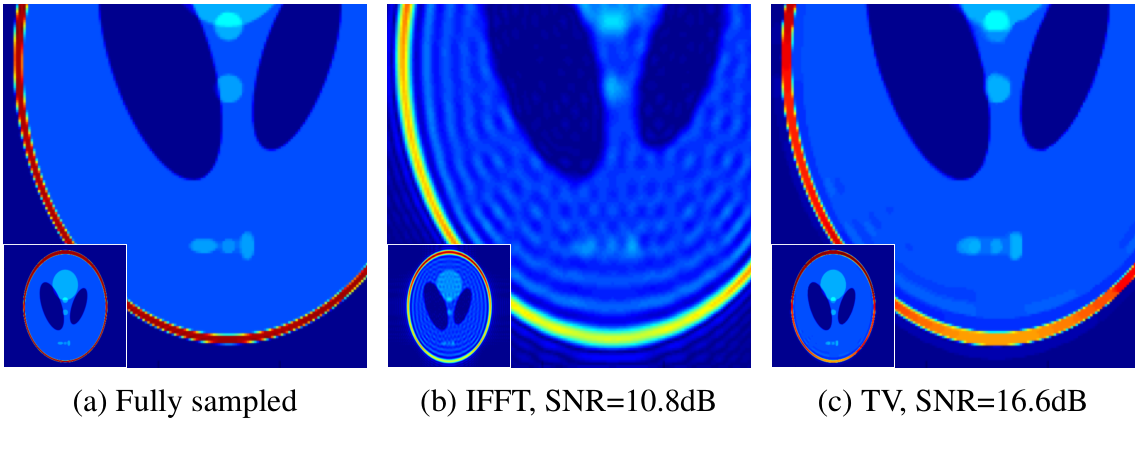 (a) Fully sampled
(b) IFFT, SNR=10.8dB
(c) TV, SNR=16.6dB